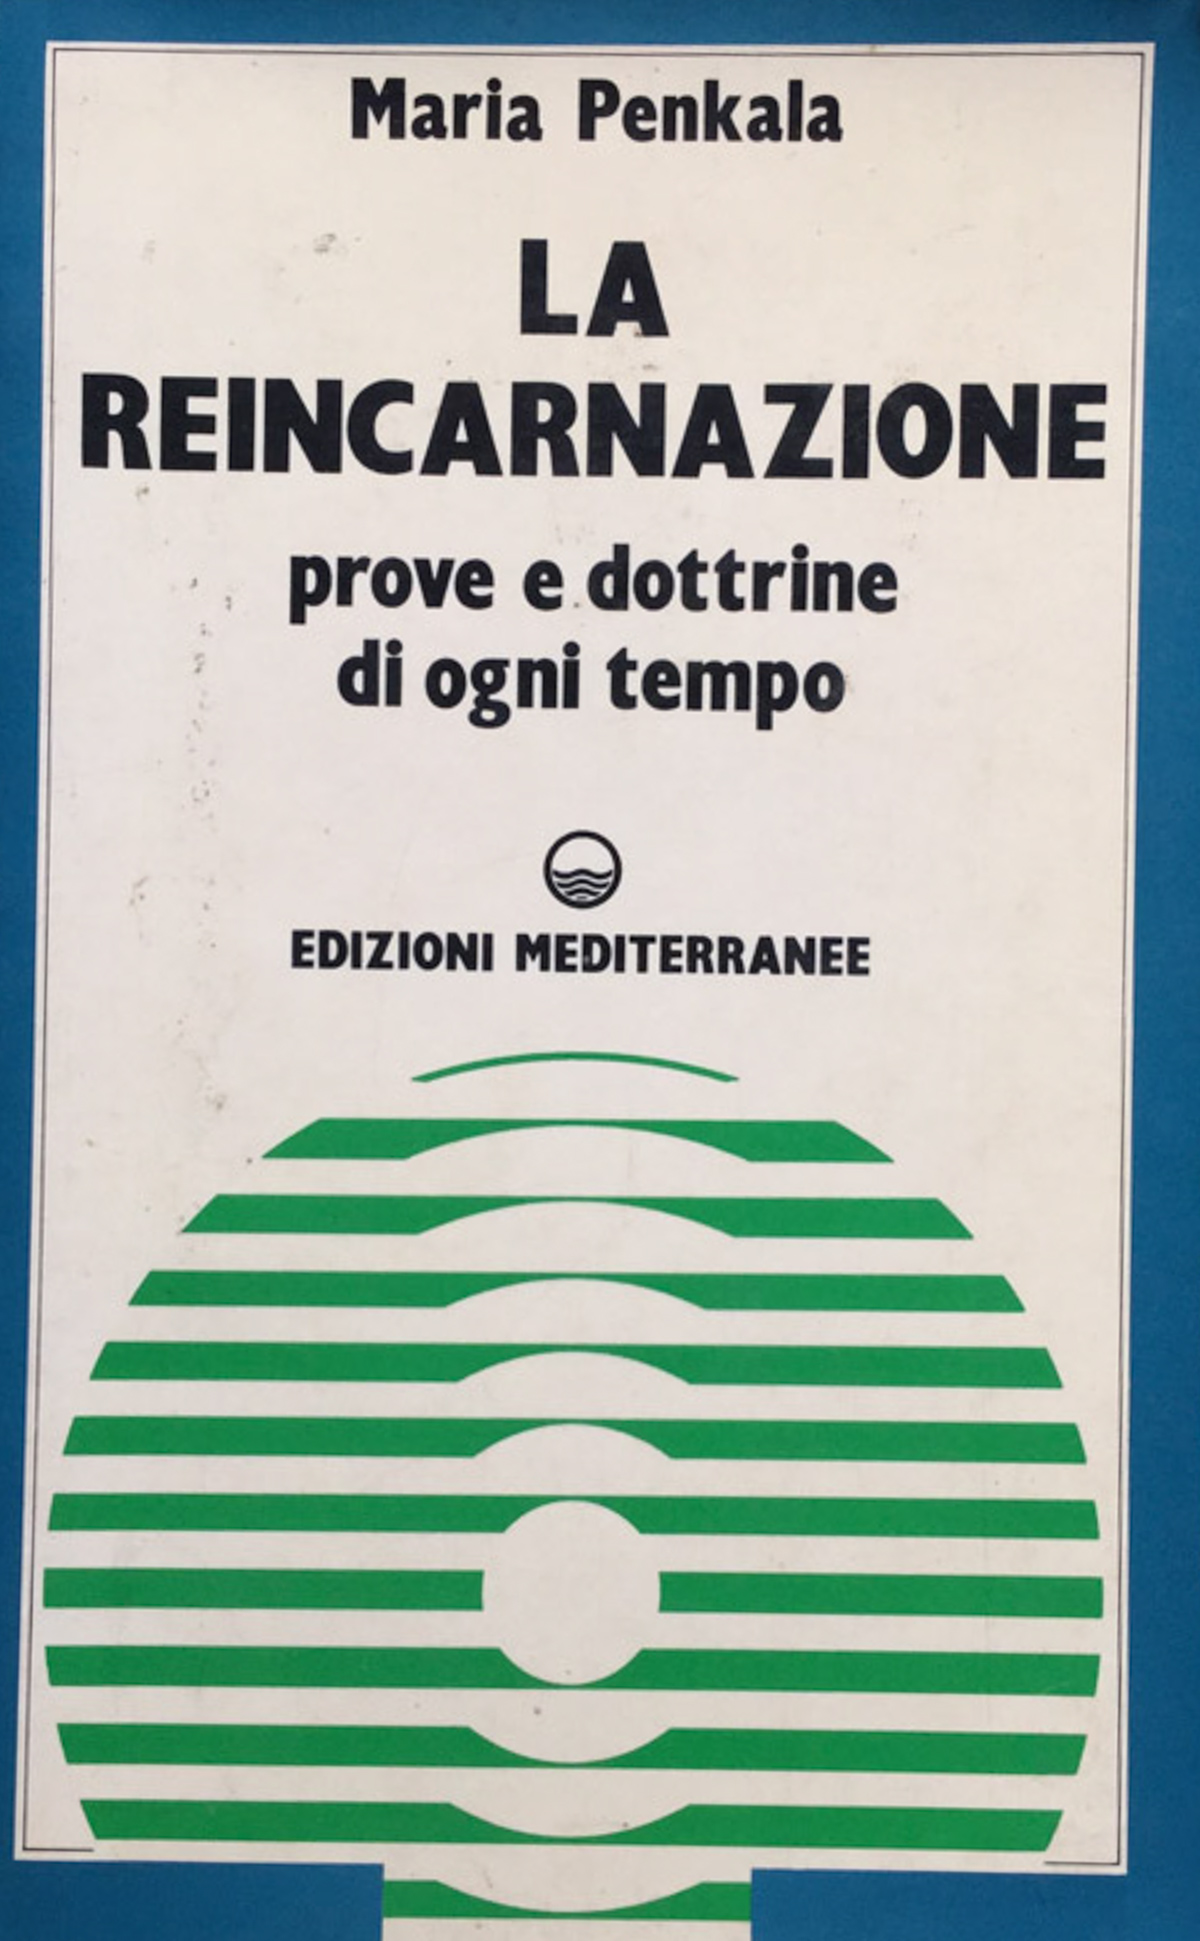 Maria Penkala
LA
REINCARNAZIONE
prove e dottrine
di ogni tempo
EDIZIONI MEDITERRANEE